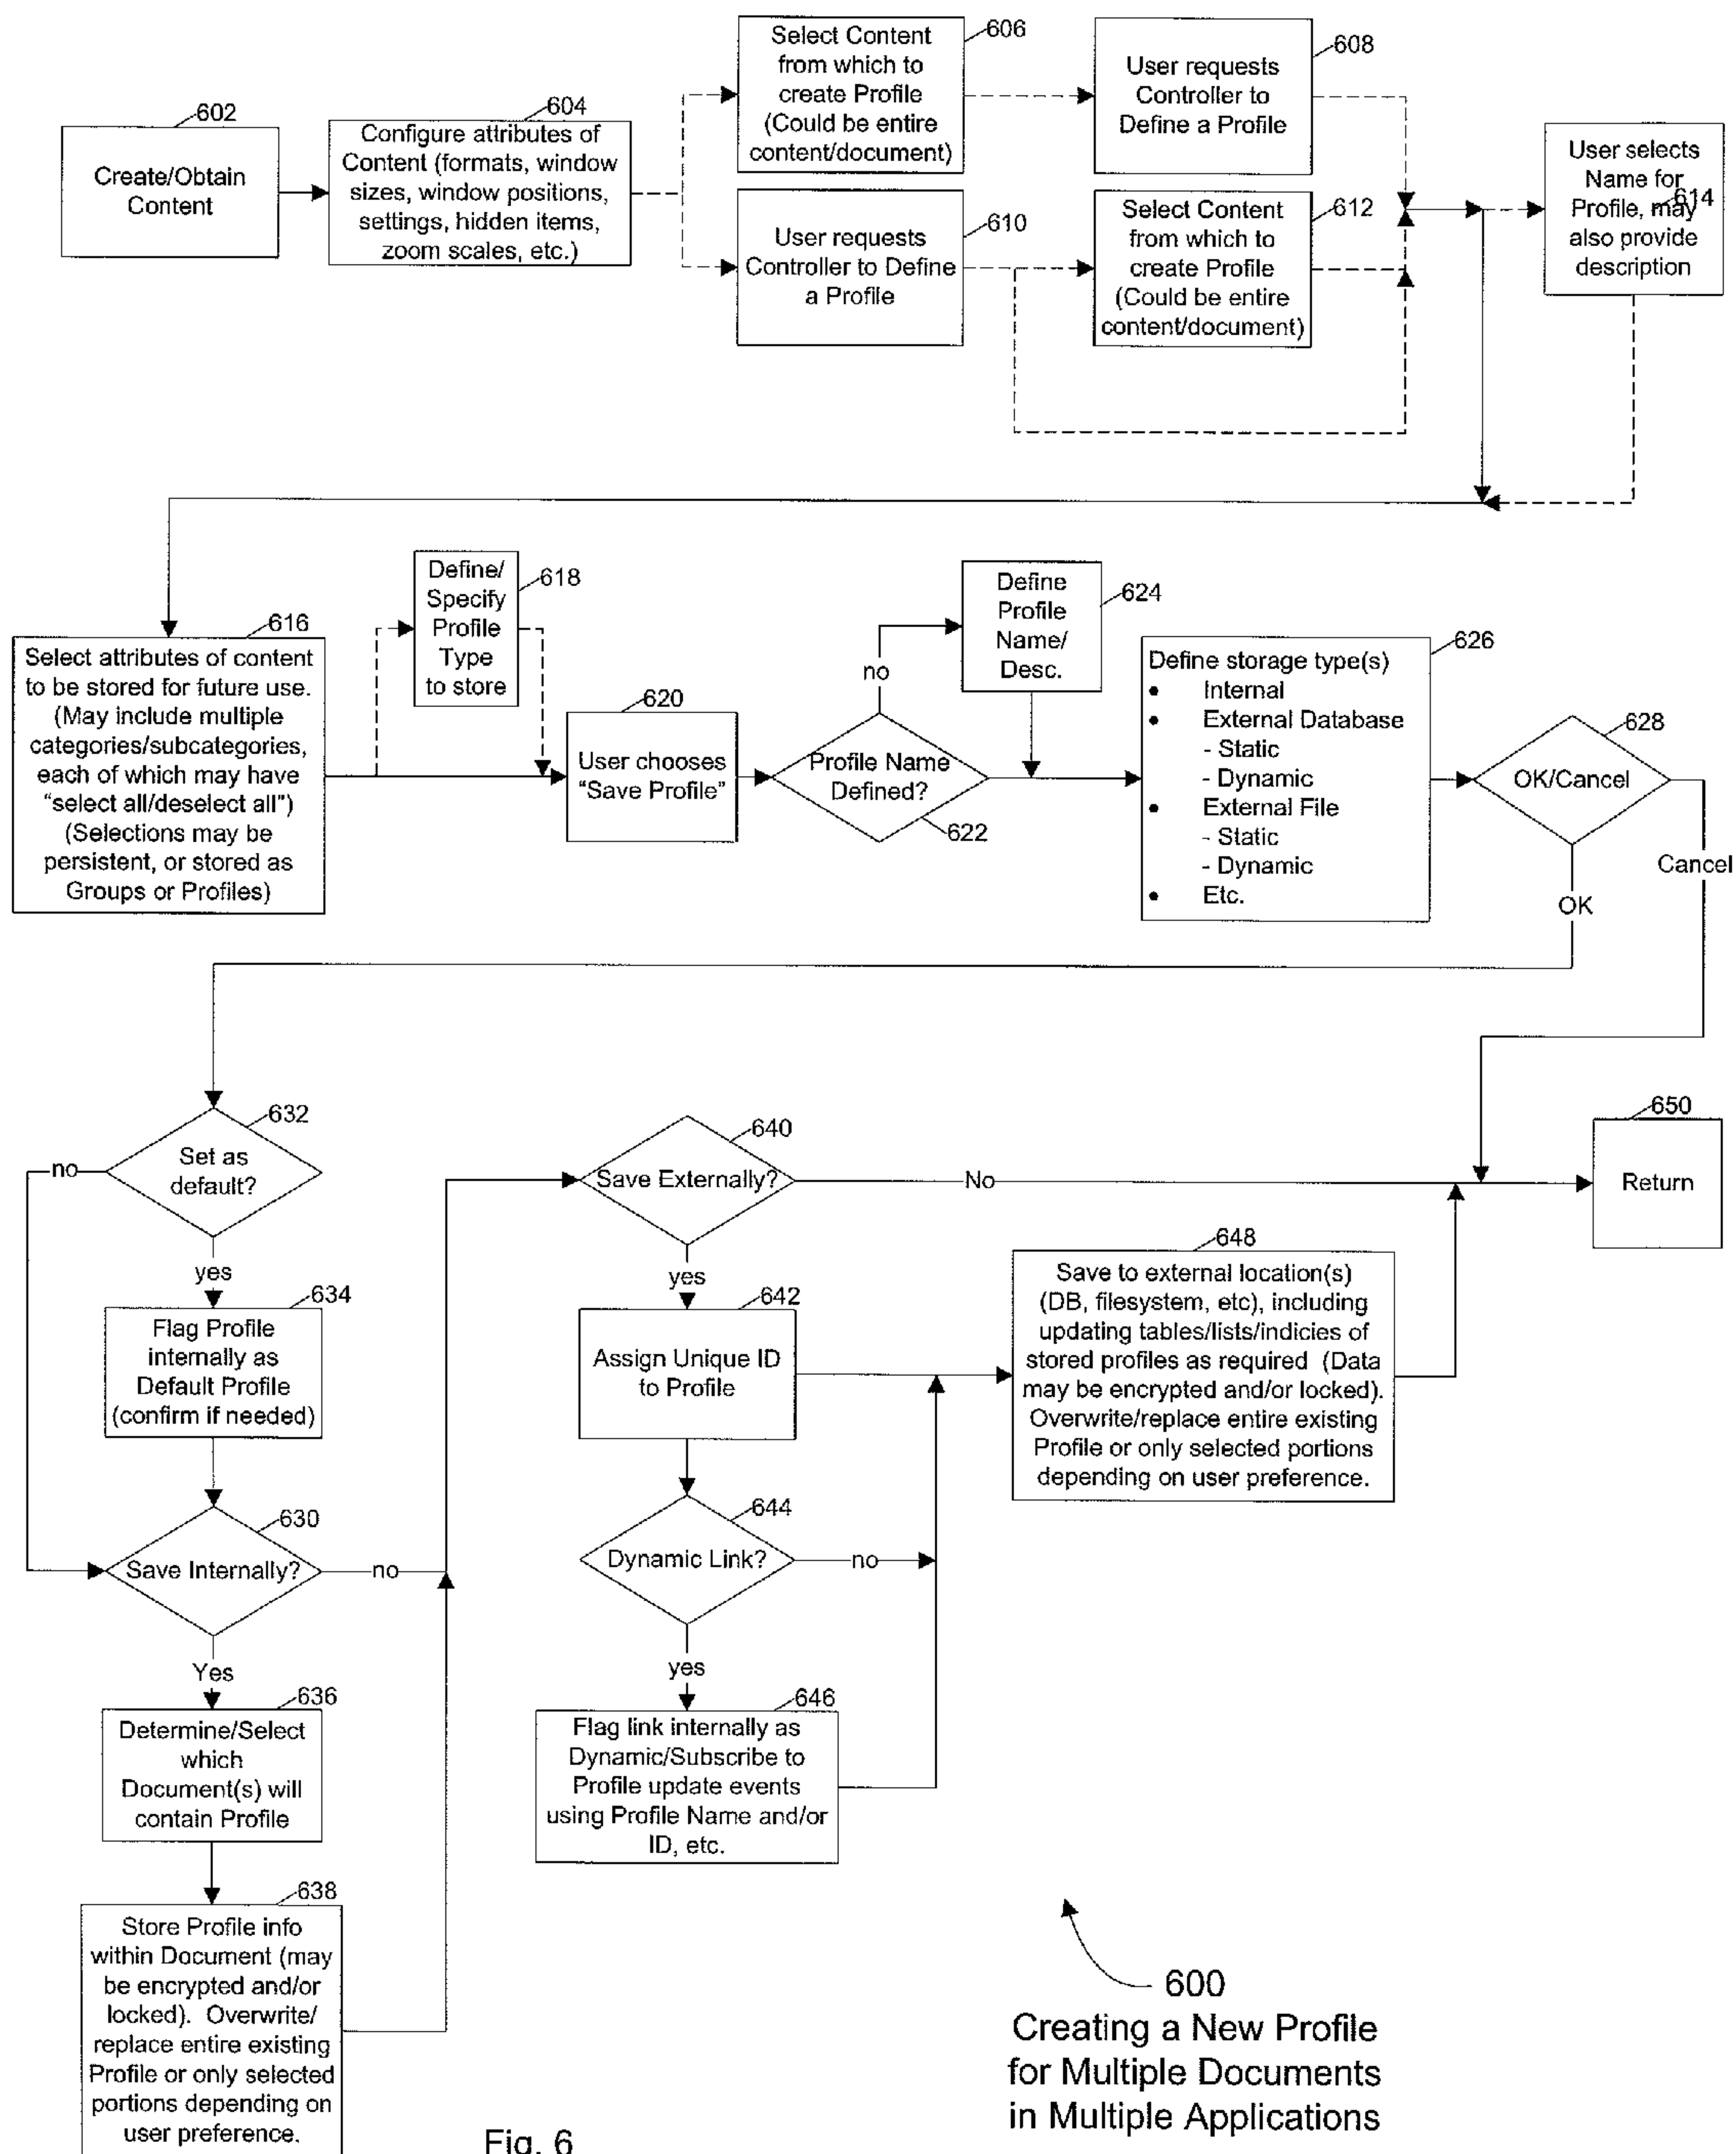 602
Create/Obtain
Content
604
Configure attributes of
Content (formats, window
sizes, window positions,
settings, hidden items,
zoom scales, etc.)
606
Select Content
from which to
create Profile
(Could be entire
content/document)
608
User requests
Controller to
Define a Profile
610
User requests
Controller to Define
a Profile
612
Select Content
from which to
create Profile
(Could be entire
content/document)
614
User selects
Name for
Profile, may
also provide
description
616
Select attributes of content
to be stored for future use.
(May include multiple
categories/subcategories,
each of which may have
“select all/deselect all”)
(Selections may be
persistent, or stored as
Groups or Profiles)
618
Define/
Specify
Profile
Type
to store
620
User chooses
“Save Profile”
Profile Name
Defined?
622
no
624
Define
Profile
Name/
Desc.
626
Define storage type(s)
• Internal
• External Database
- Static
- Dynamic
• External File
- Static
- Dynamic
• Etc.
628
OK/Cancel
Cancel
OK
632
Set as
default?
no
yes
634
Flag Profile
internally as
Default Profile
(confirm if needed)
630
Save Internally?
no
Yes
636
Determine/Select
which
Document(s) will
contain Profile
638
Store Profile info
within Document (may
be encrypted and/or
locked). Overwrite/
replace entire existing
Profile or only selected
portions depending on
user preference.
640
Save Externally?
No
yes
642
Assign Unique ID
to Profile
644
Dynamic Link?
no
yes
646
Flag link internally as
Dynamic/Subscribe to
Profile update events
using Profile Name and/or
ID, etc.
648
Save to external location(s)
(DB, filesystem, etc), including
updating tables/lists/indicies of
stored profiles as required (Data
may be encrypted and/or locked).
Overwrite/replace entire existing
Profile or only selected portions
depending on user preference.
650
Return
600
Creating a New Profile
for Multiple Documents
in Multiple Applications
Fig. 6